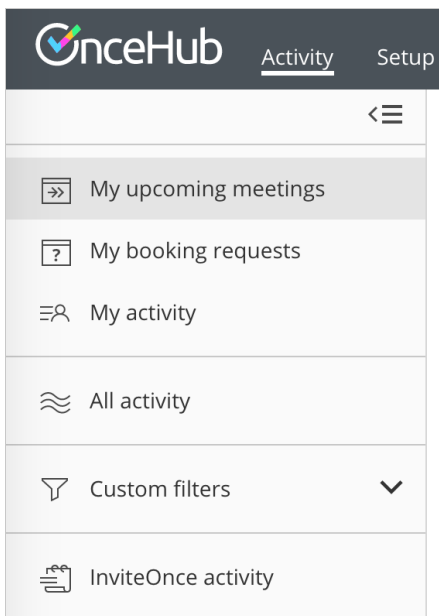 OnceHub
Activity
Setup
My upcoming meetings
?
My booking requests
My activity
All activity
Custom filters
InviteOnce activity